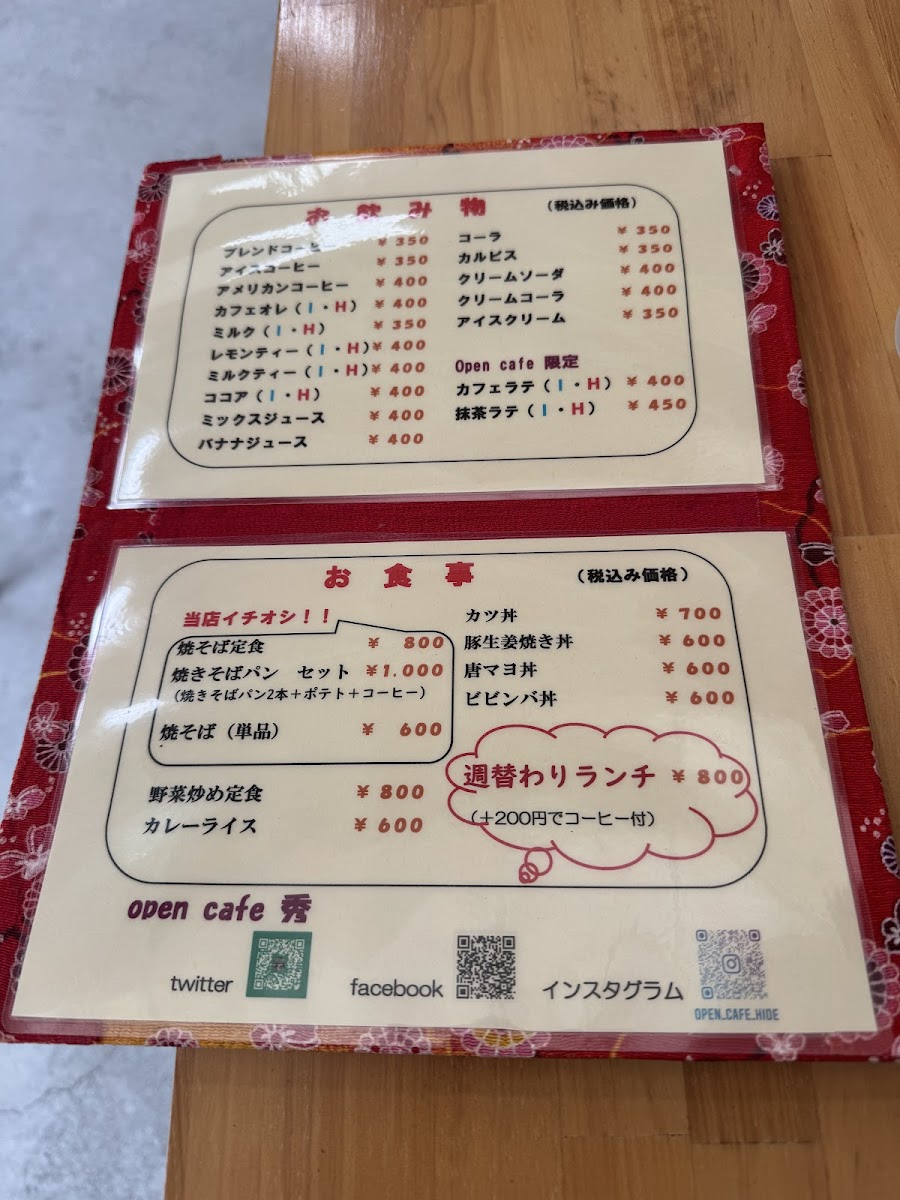 お飲み物 (税込み価格)
ブレンドコーヒー ¥350
アイスコーヒー ¥350
アメリカンコーヒー ¥400
カフェオレ(I・H) ¥400
ミルク(I・H) ¥350
レモンティー(I・H) ¥400
ミルクティー(I・H) ¥400
ココア(I・H) ¥400
ミックスジュース ¥400
バナナジュース ¥400
コーラ ¥350
カルピス ¥350
クリームソーダ ¥400
クリームコーラ ¥400
アイスクリーム ¥350
Open cafe 限定
カフェラテ(I・H) ¥400
抹茶ラテ(I・H) ¥450
お食事 (税込み価格)
当店イチオシ!!
焼そば定食 ¥800
焼きそばパン セット ¥1.000
(焼きそばパン2本+ポテト+コーヒー)
焼そば(単品) ¥600
野菜炒め定食 ¥800
カレーライス ¥600
カツ丼 ¥700
豚生姜焼き丼 ¥600
唐マヨ丼 ¥600
ビビンバ丼 ¥600
週替わりランチ ¥800
(+200円でコーヒー付)
open cafe 秀
twitter
facebook
インスタグラム
OPEN_CAFE_HIDE